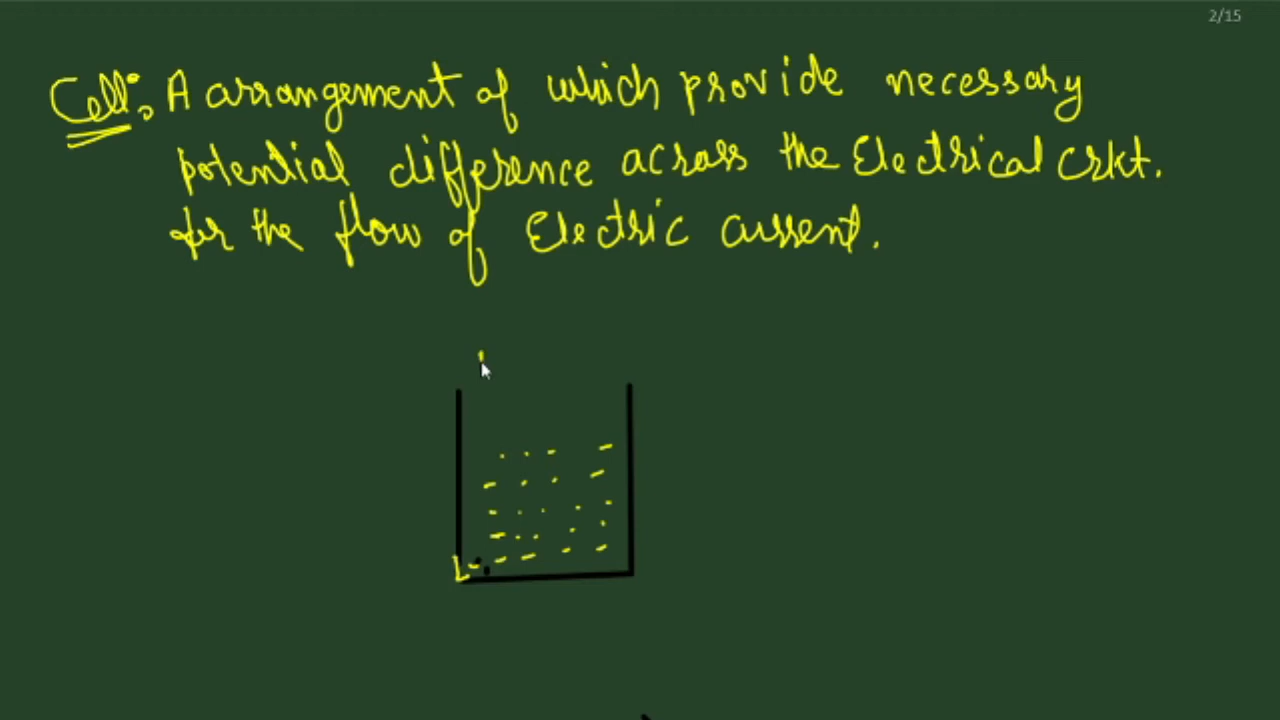 2/15
Cell:, A arrangement of which provide necessary
potential difference across the Electrical crkt.
for the flow of Electric current.